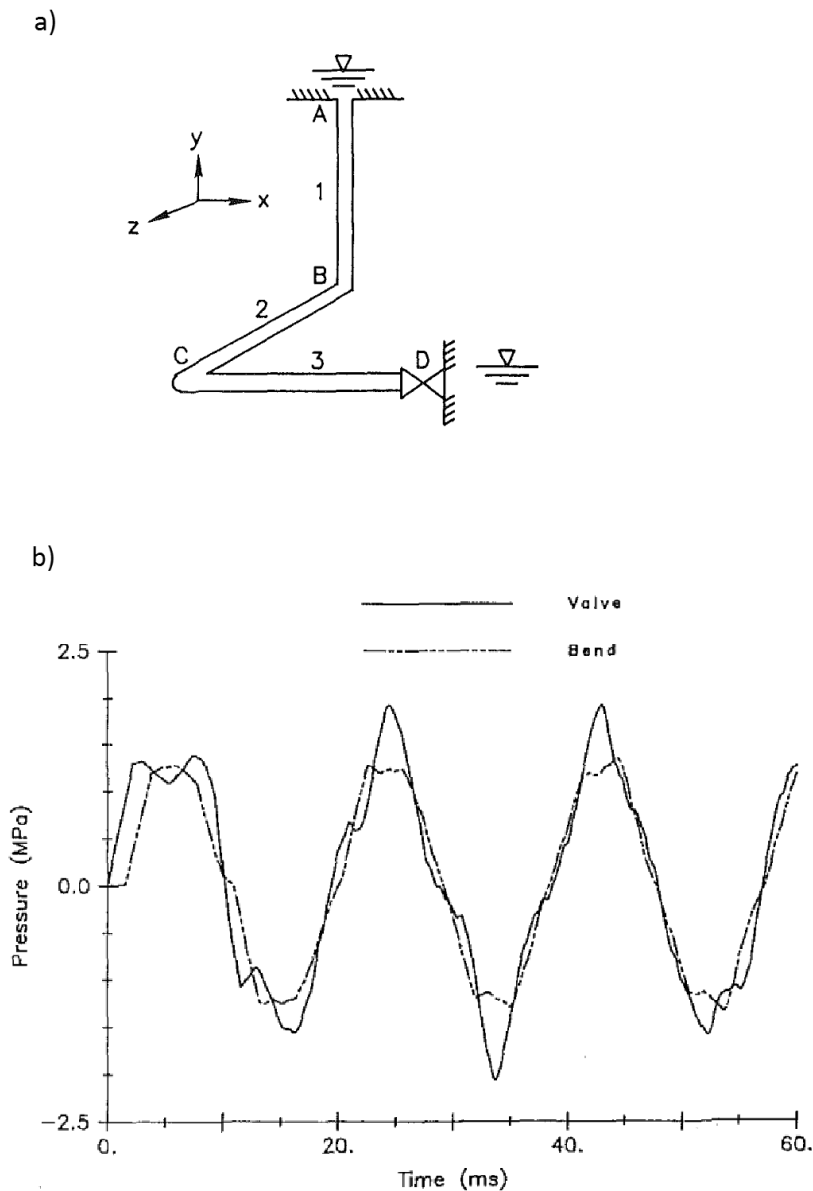 a)
A
y
1
x
z
B
2
C
3
D
b)
Valve
Bend
2.5
Pressure (MPa)
0.0
-2.5
0. 20. 40. 60.
Time (ms)